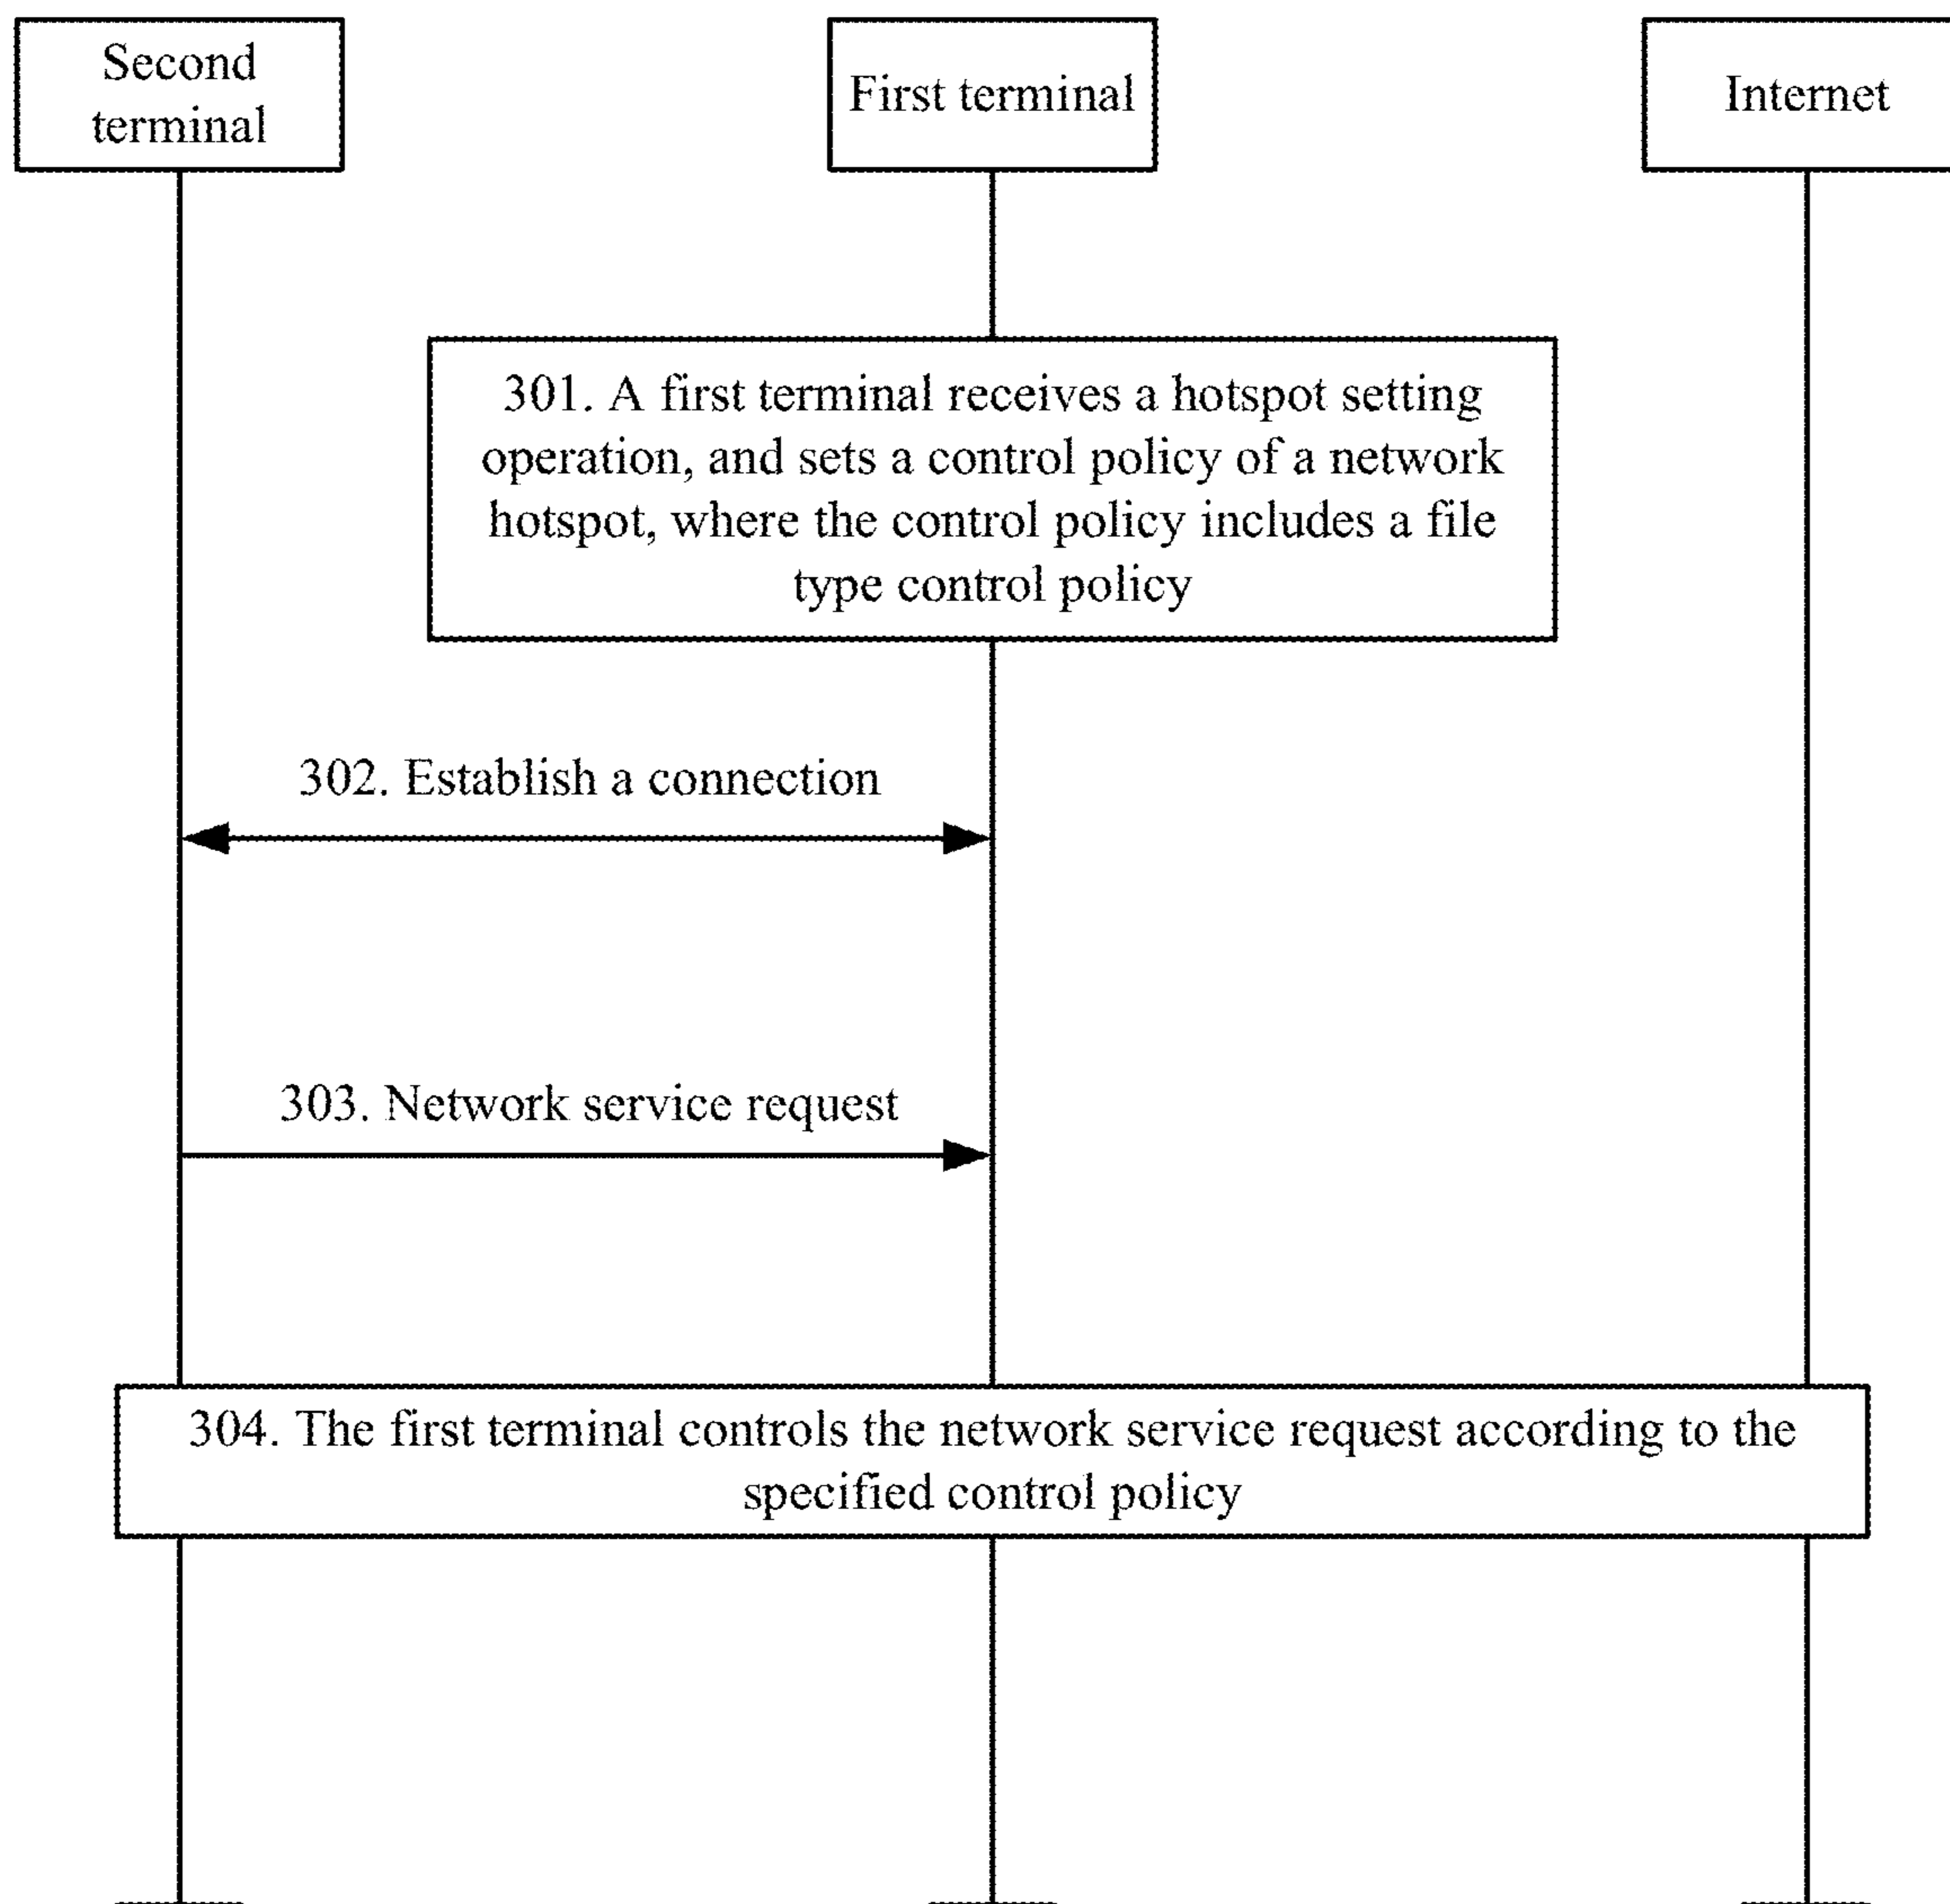 Second
terminal
First terminal
Internet
301. A first terminal receives a hotspot setting
operation, and sets a control policy of a network
hotspot, where the control policy includes a file
type control policy
302. Establish a connection
303. Network service request
304. The first terminal controls the network service request according to the
specified control policy